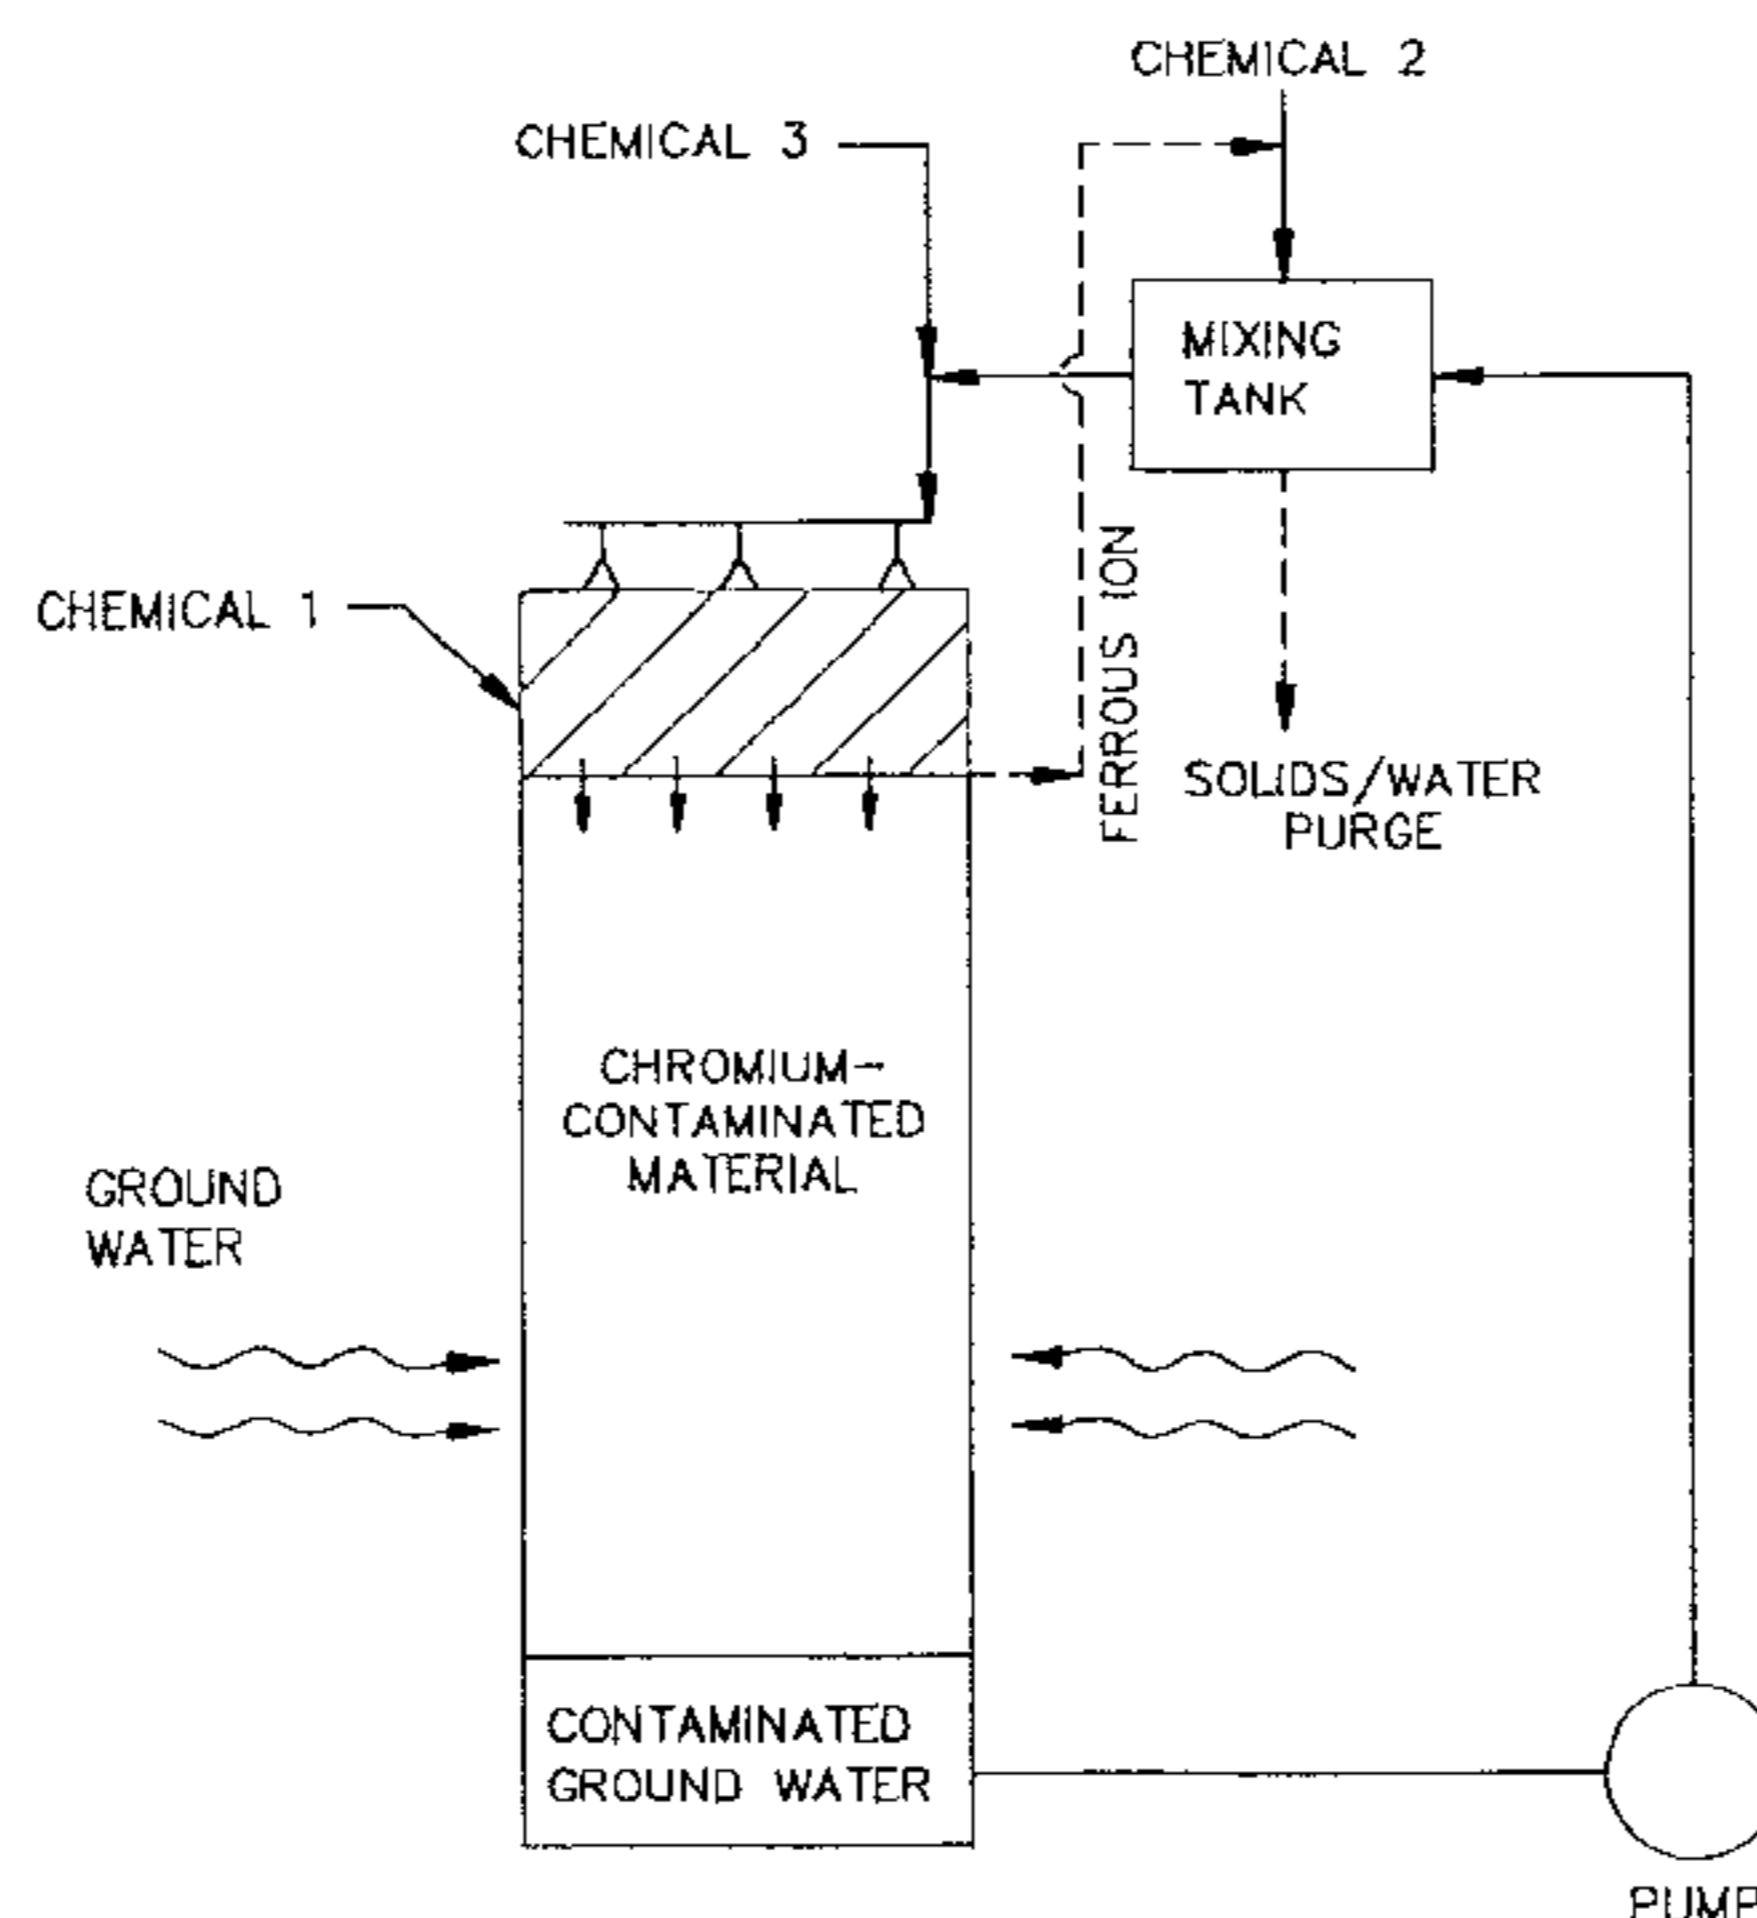 CHEMICAL 2
CHEMICAL 3
MIXING
TANK
CHEMICAL 1
FERROUS ION
SOLIDS/WATER
PURGE
CHROMIUM-
CONTAMINATED
MATERIAL
GROUND
WATER
CONTAMINATED
GROUND WATER
PUMP